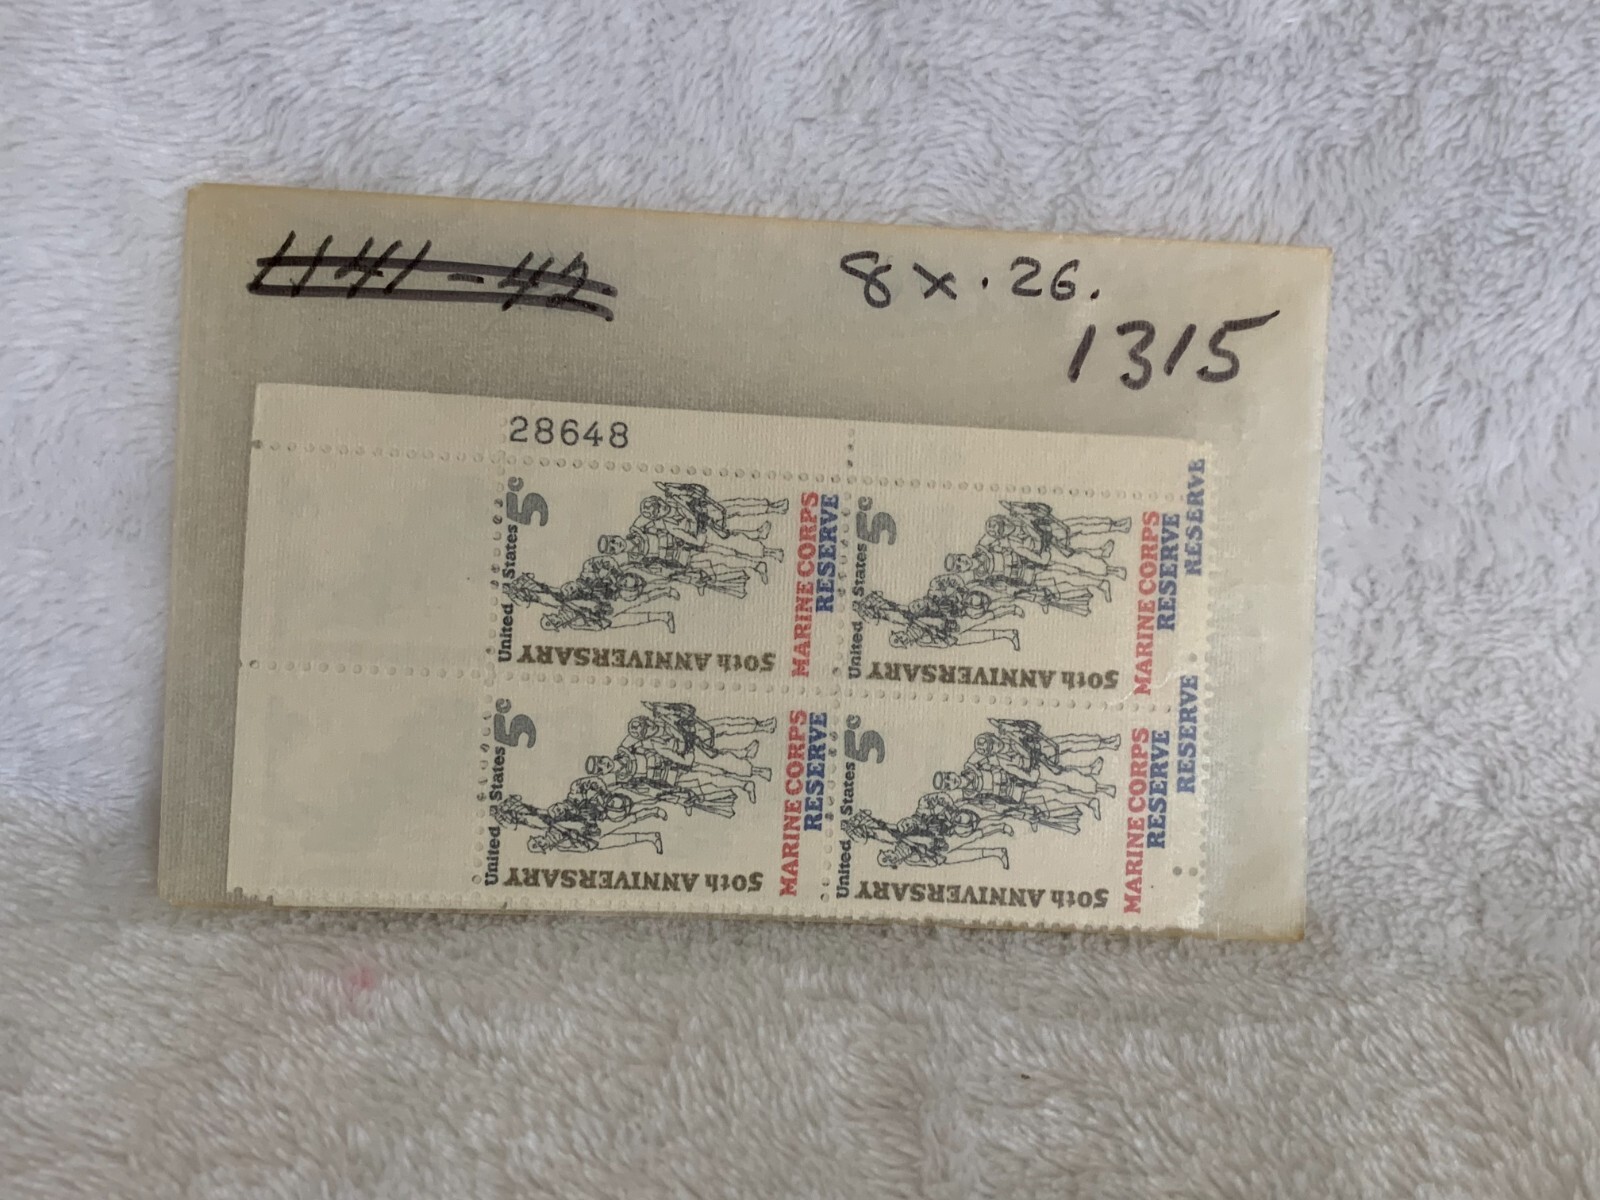 1141-42
8 x .26.
1315
28648
United States 5c
50th ANNIVERSARY
MARINE CORPS
RESERVE
United States 5c
50th ANNIVERSARY
MARINE CORPS
RESERVE
RESERVE
United States 5c
50th ANNIVERSARY
MARINE CORPS
RESERVE
United States 5c
50th ANNIVERSARY
MARINE CORPS
RESERVE
RESERVE